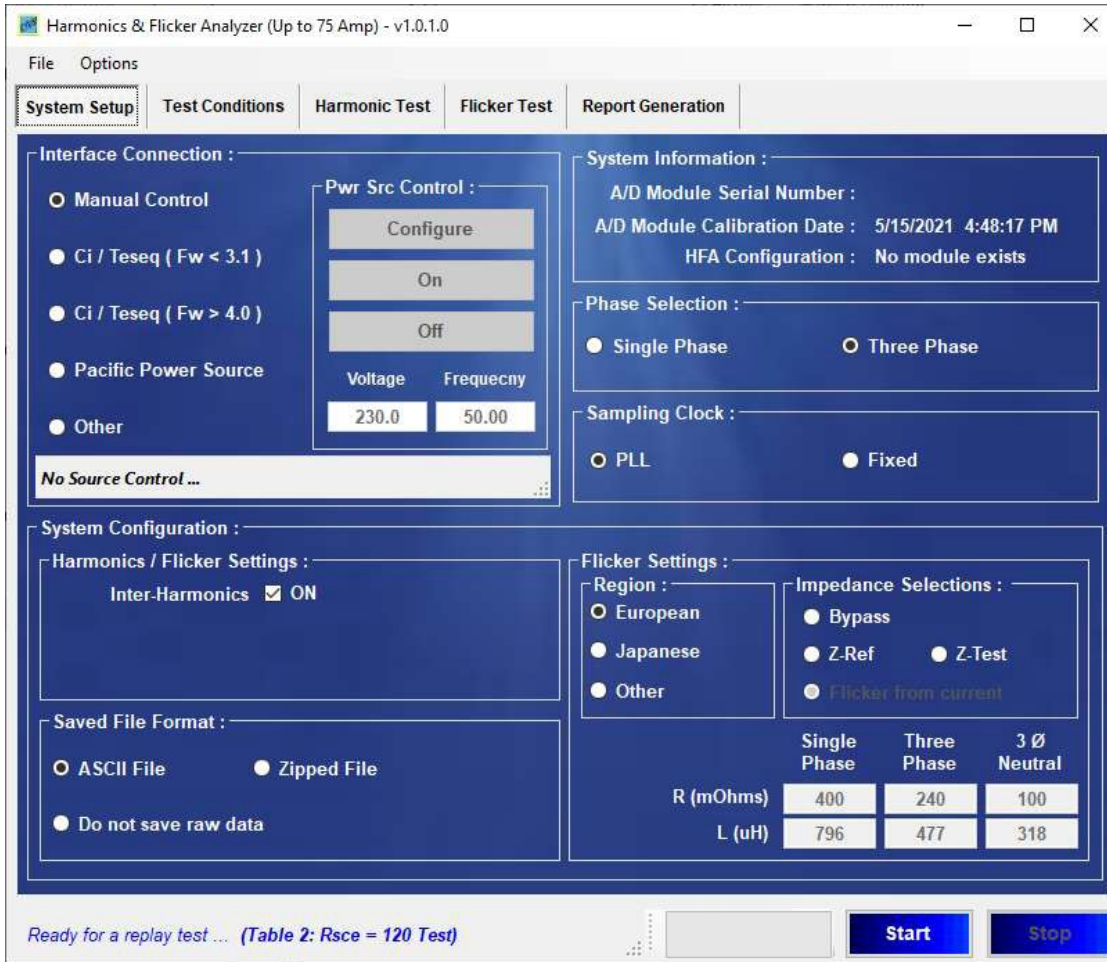 Harmonics & Flicker Analyzer (Up to 75 Amp) - v1.0.1.0
File Options
System Setup Test Conditions Harmonic Test Flicker Test Report Generation
Interface Connection :
Manual Control
Ci / Teseq ( Fw < 3.1 )
Ci / Teseq ( Fw > 4.0 )
Pacific Power Source
Other
Pwr Src Control :
Configure
On
Off
Voltage Frequecny
230.0 50.00
No Source Control ...
System Information :
A/D Module Serial Number :
A/D Module Calibration Date : 5/15/2021 4:48:17 PM
HFA Configuration : No module exists
Phase Selection :
Single Phase Three Phase
Sampling Clock :
PLL Fixed
System Configuration :
Harmonics / Flicker Settings :
Inter-Harmonics ON
Saved File Format :
ASCII File Zipped File
Do not save raw data
Flicker Settings :
Region :
European
Japanese
Other
Impedance Selections :
Bypass
Z-Ref Z-Test
Flicker from current
Single Phase Three Phase 3 Ø Neutral
R (mOhms) 400 240 100
L (uH) 796 477 318
Ready for a replay test ... (Table 2: Rsce = 120 Test)
Start Stop